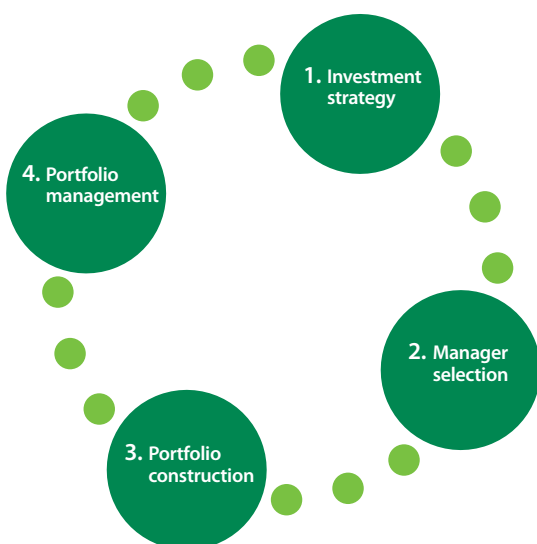 1. Investment
strategy
2. Manager
selection
3. Portfolio
construction
4. Portfolio
management